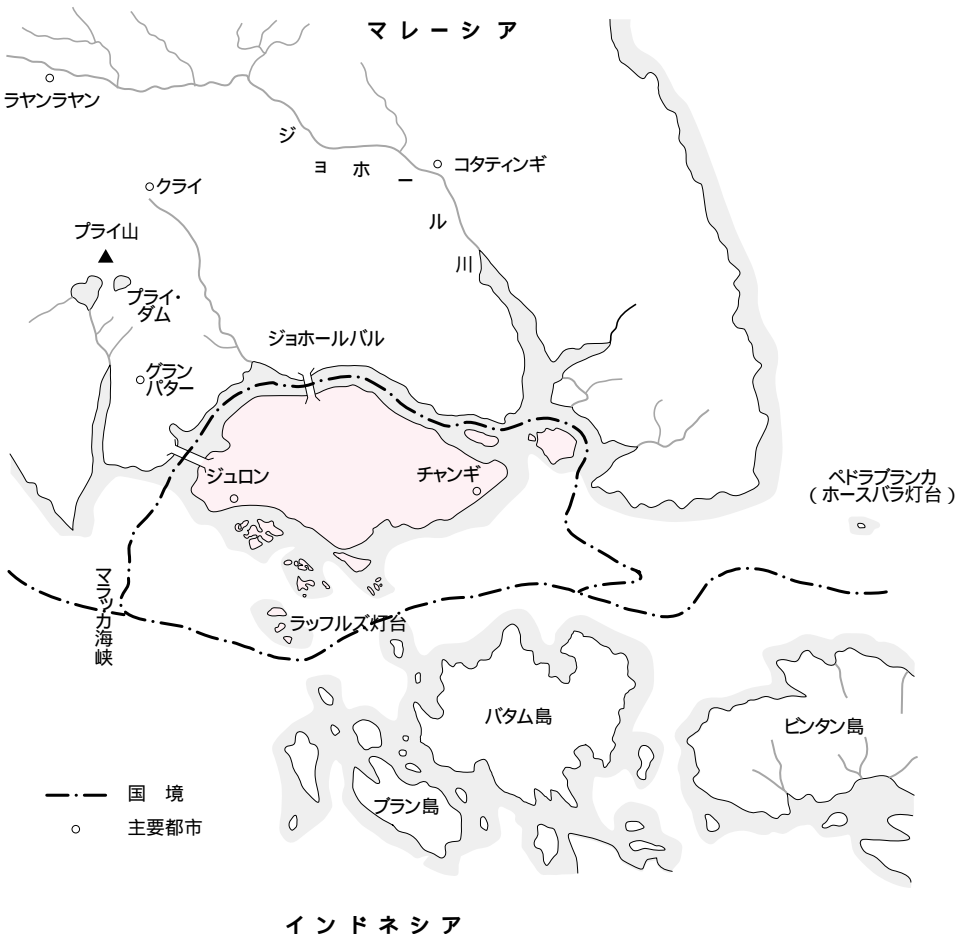 マレーシア
ラヤンラヤン
ジョホール川
コタティンギ
クライ
プライ山
プライ・
ダム
ジョホールバル
グラン
パター
ジュロン
チャンギ
ペドラブランカ
(ホースバラ灯台)
マラッカ海峡
ラッフルズ灯台
バタム島
ビンタン島
ブラン島
国境
主要都市
インドネシア